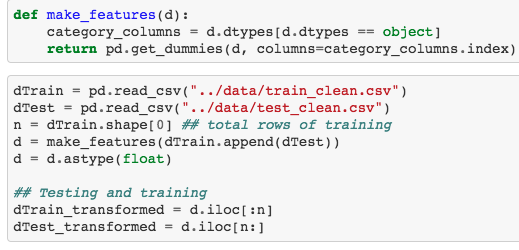 def make_features(d):
    category_columns = d.dtypes[d.dtypes == object]
    return pd.get_dummies(d, columns=category_columns.index)
dTrain = pd.read_csv("../data/train_clean.csv")
dTest = pd.read_csv("../data/test_clean.csv")
n = dTrain.shape[0] ## total rows of training
d = make_features(dTrain.append(dTest))
d = d.astype(float)
## Testing and training
dTrain_transformed = d.iloc[:n]
dTest_transformed = d.iloc[n:]